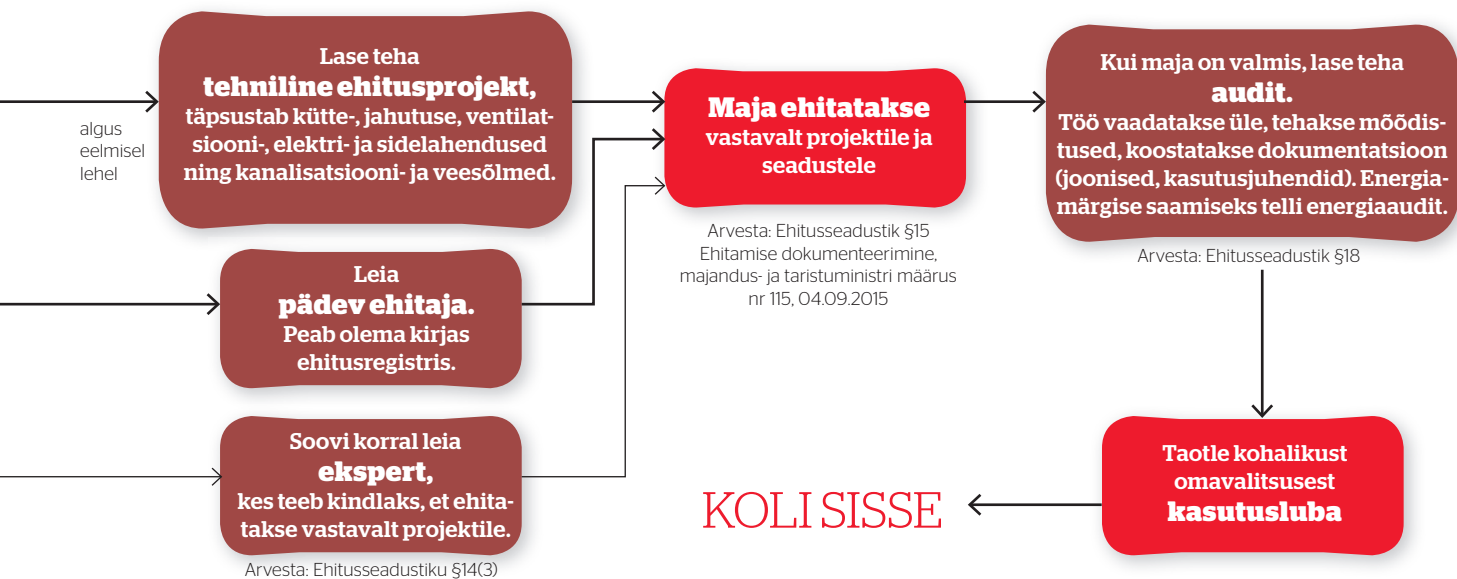 algus
eelmisel
lehel
Lase teha
tehniline ehitusprojekt,
täpsustab kütte-, jahutuse, ventilat-
siooni-, elektri- ja sidelahendused
ning kanalisatsiooni- ja veesõlmed.
Leia
pädev ehitaja.
Peab olema kirjas
ehitusregistris.
Soovi korral leia
ekspert,
kes teeb kindlaks, et ehita-
takse vastavalt projektile.
Arvesta: Ehitusseadustiku §14(3)
Maja ehitatakse
vastavalt projektile ja
seadustele
Arvesta: Ehitusseadustik §15
Ehitamise dokumenteerimine,
majandus- ja taristuministri määrus
nr 115, 04.09.2015
Kui maja on valmis, lase teha
audit.
Töö vaadatakse üle, tehakse mõõdis-
tused, koostatakse dokumentatsioon
(joonised, kasutusjuhendid). Energia-
märgise saamiseks telli energiaaudit.
Arvesta: Ehitusseadustik §18
Taotle kohalikust
omavalitsusest
kasutusluba
KOLI SISSE